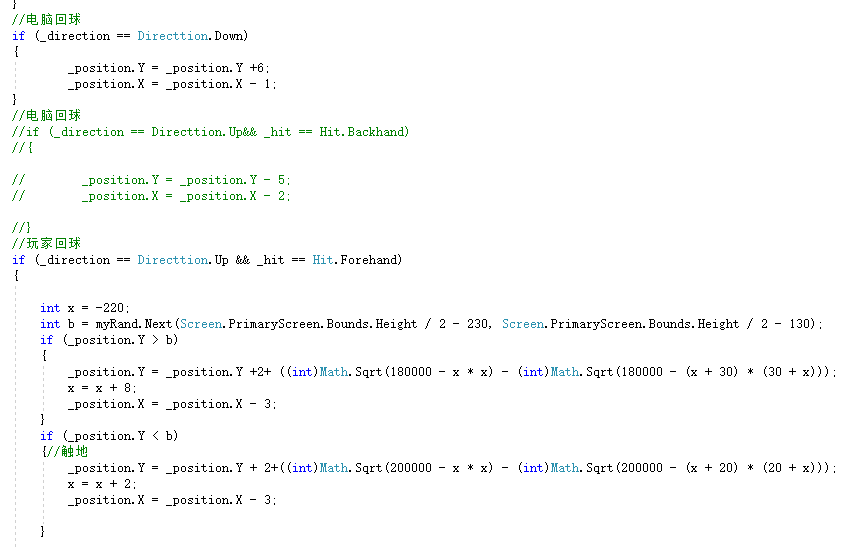 }
//电脑回球
if (_direction == Directtion.Down)
{
_position.Y = _position.Y +6;
_position.X = _position.X - 1;
}
//电脑回球
//if (_direction == Directtion.Up&& _hit == Hit.Backhand)
//{
// _position.Y = _position.Y - 5;
// _position.X = _position.X - 2;
//}
//玩家回球
if (_direction == Directtion.Up && _hit == Hit.Forehand)
{
int x = -220;
int b = myRand.Next(Screen.PrimaryScreen.Bounds.Height / 2 - 230, Screen.PrimaryScreen.Bounds.Height / 2 - 130);
if (_position.Y > b)
{
_position.Y = _position.Y +2+ ((int)Math.Sqrt(180000 - x * x) - (int)Math.Sqrt(180000 - (x + 30) * (30 + x)));
x = x + 8;
_position.X = _position.X - 3;
}
if (_position.Y < b)
{//触地
_position.Y = _position.Y + 2+((int)Math.Sqrt(200000 - x * x) - (int)Math.Sqrt(200000 - (x + 20) * (20 + x)));
x = x + 2;
_position.X = _position.X - 3;
}